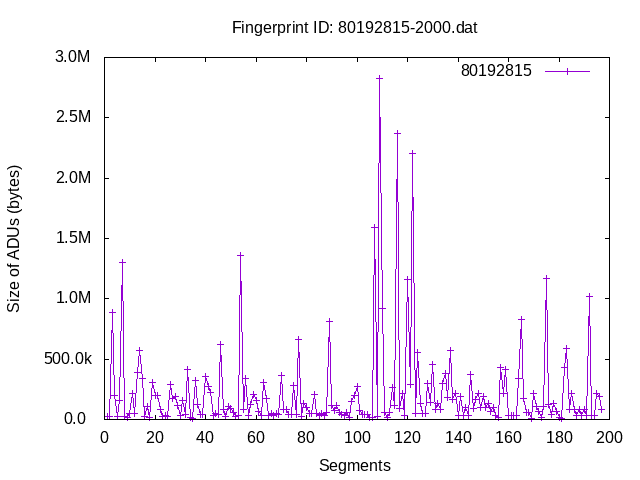 Fingerprint ID: 80192815-2000.dat
80192815
3.0M
2.5M
2.0M
1.5M
1.0M
500.0k
0.0
Size of ADUs (bytes)
0 20 40 60 80 100 120 140 160 180 200
Segments